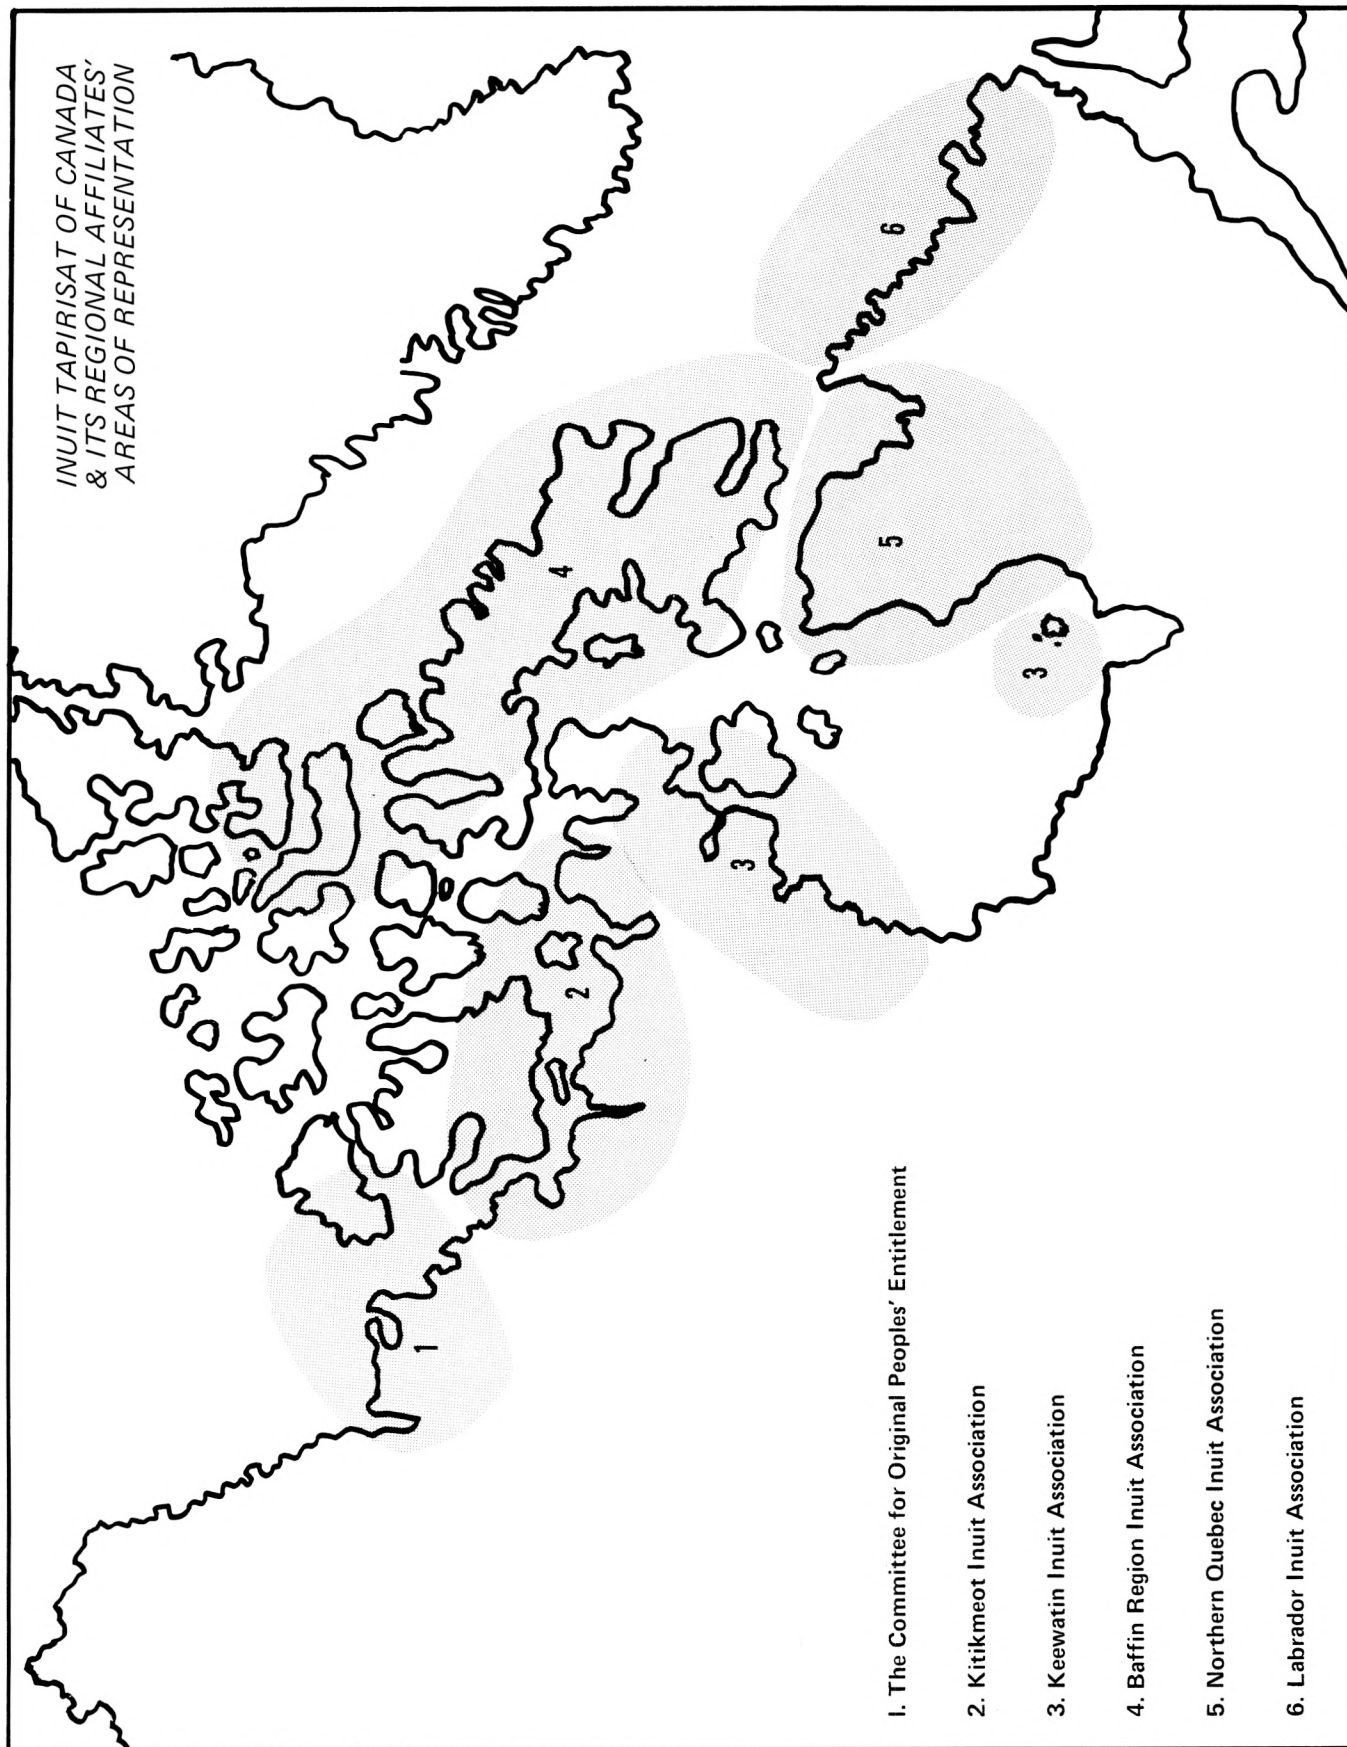 INUIT TAPIRISAT OF CANADA
& ITS REGIONAL AFFILIATES'
AREAS OF REPRESENTATION
1
2
3
4
5
3
6
I. The Committee for Original Peoples' Entitlement
2. Kitikmeot Inuit Association
3. Keewatin Inuit Association
4. Baffin Region Inuit Association
5. Northern Quebec Inuit Association
6. Labrador Inuit Association